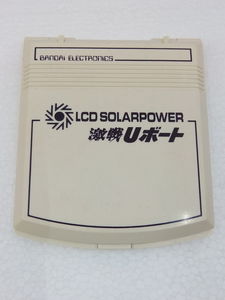 BANDAI ELECTRONICS
LCD SOLARPOWER
激戦Uボート